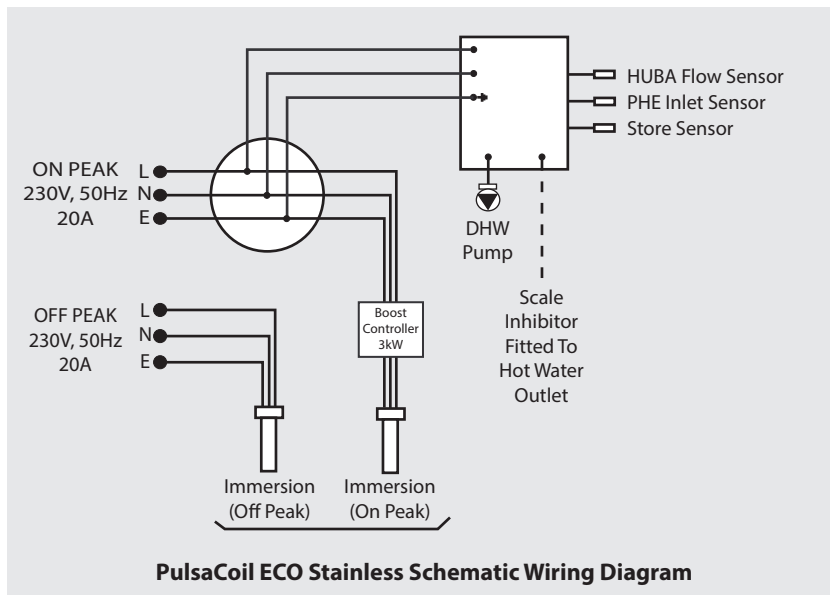 HUBA Flow Sensor
PHE Inlet Sensor
Store Sensor
ON PEAK
230V, 50Hz
20A
L
N
E
DHW
Pump
Scale
Inhibitor
Fitted To
Hot Water
Outlet
OFF PEAK
230V, 50Hz
20A
L
N
E
Boost
Controller
3kW
Immersion
(Off Peak)
Immersion
(On Peak)
PulsaCoil ECO Stainless Schematic Wiring Diagram